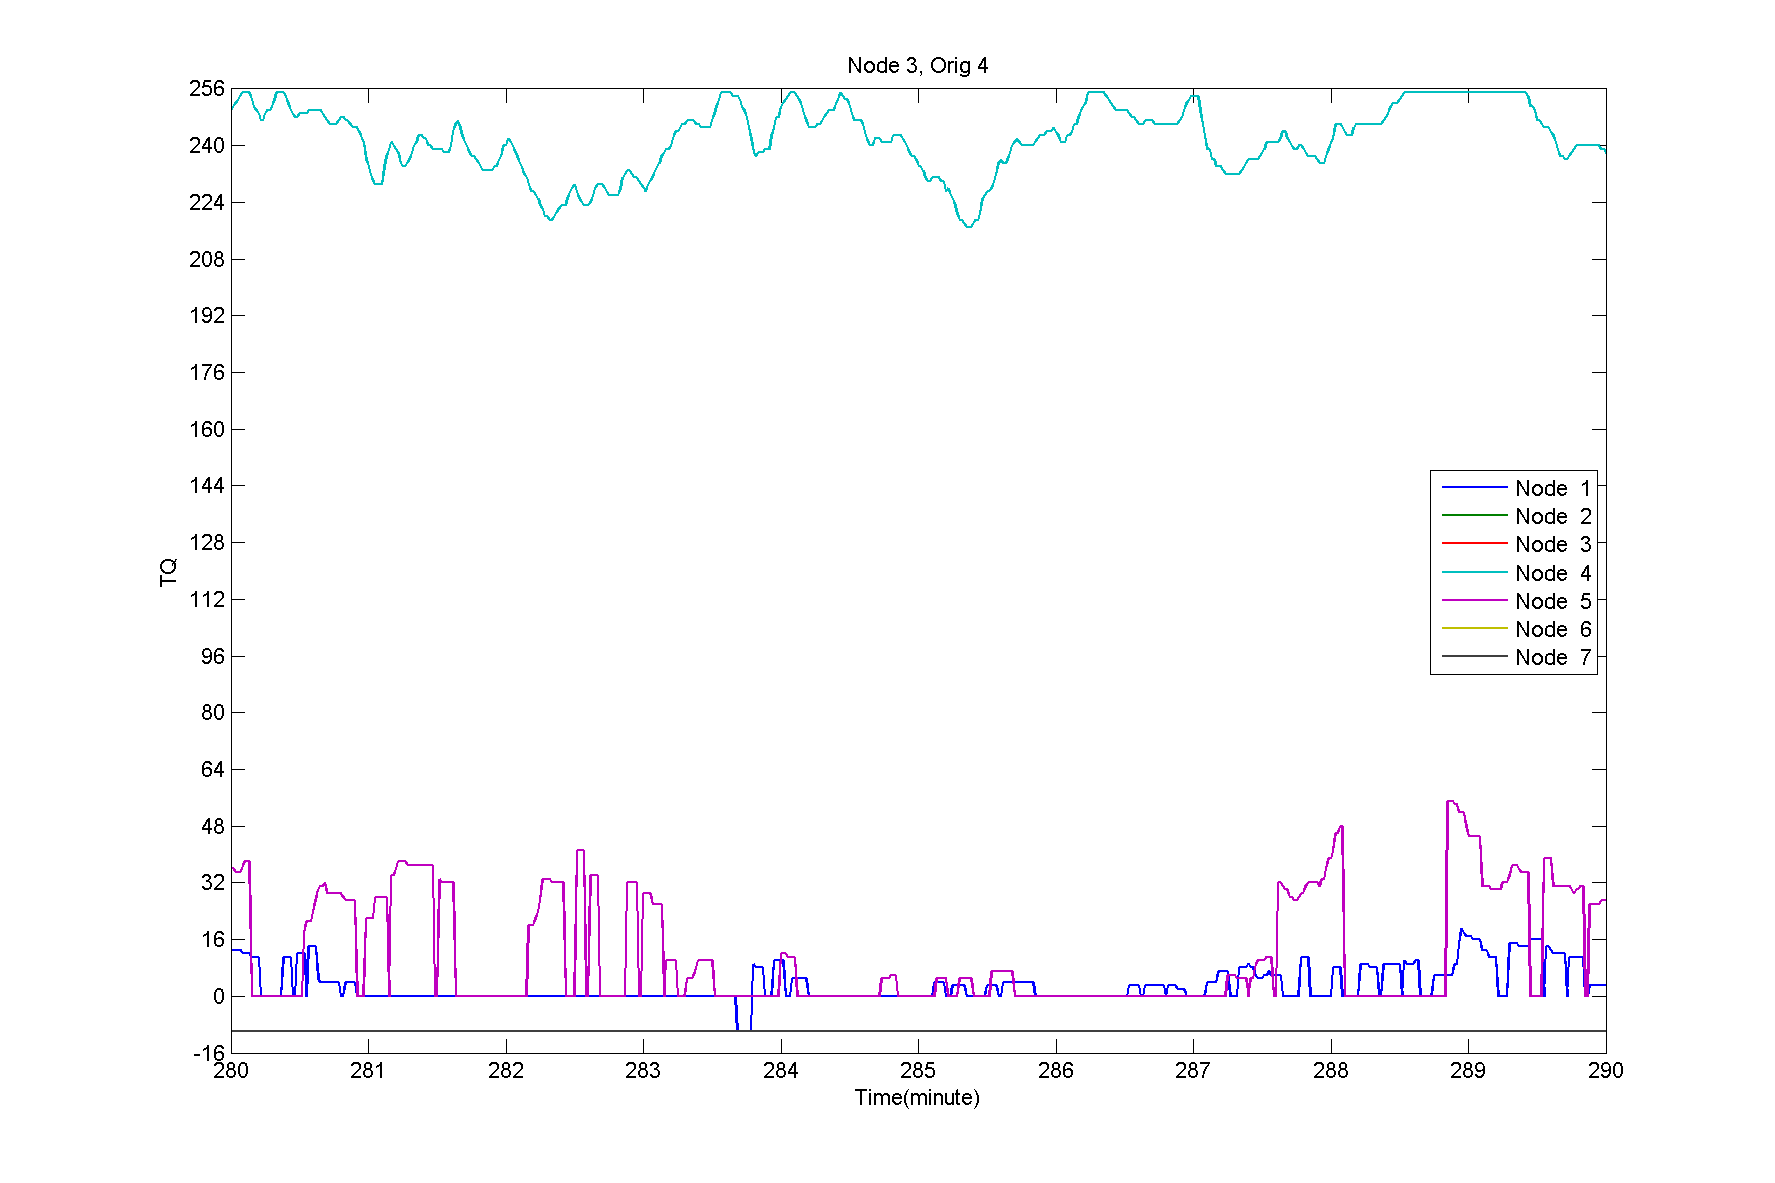 Node 3, Orig 4
256
240
224
208
192
176
160
144
128
112
96
80
64
48
32
16
0
-16
TQ
Node 1
Node 2
Node 3
Node 4
Node 5
Node 6
Node 7
280 281 282 283 284 285 286 287 288 289 290
Time(minute)